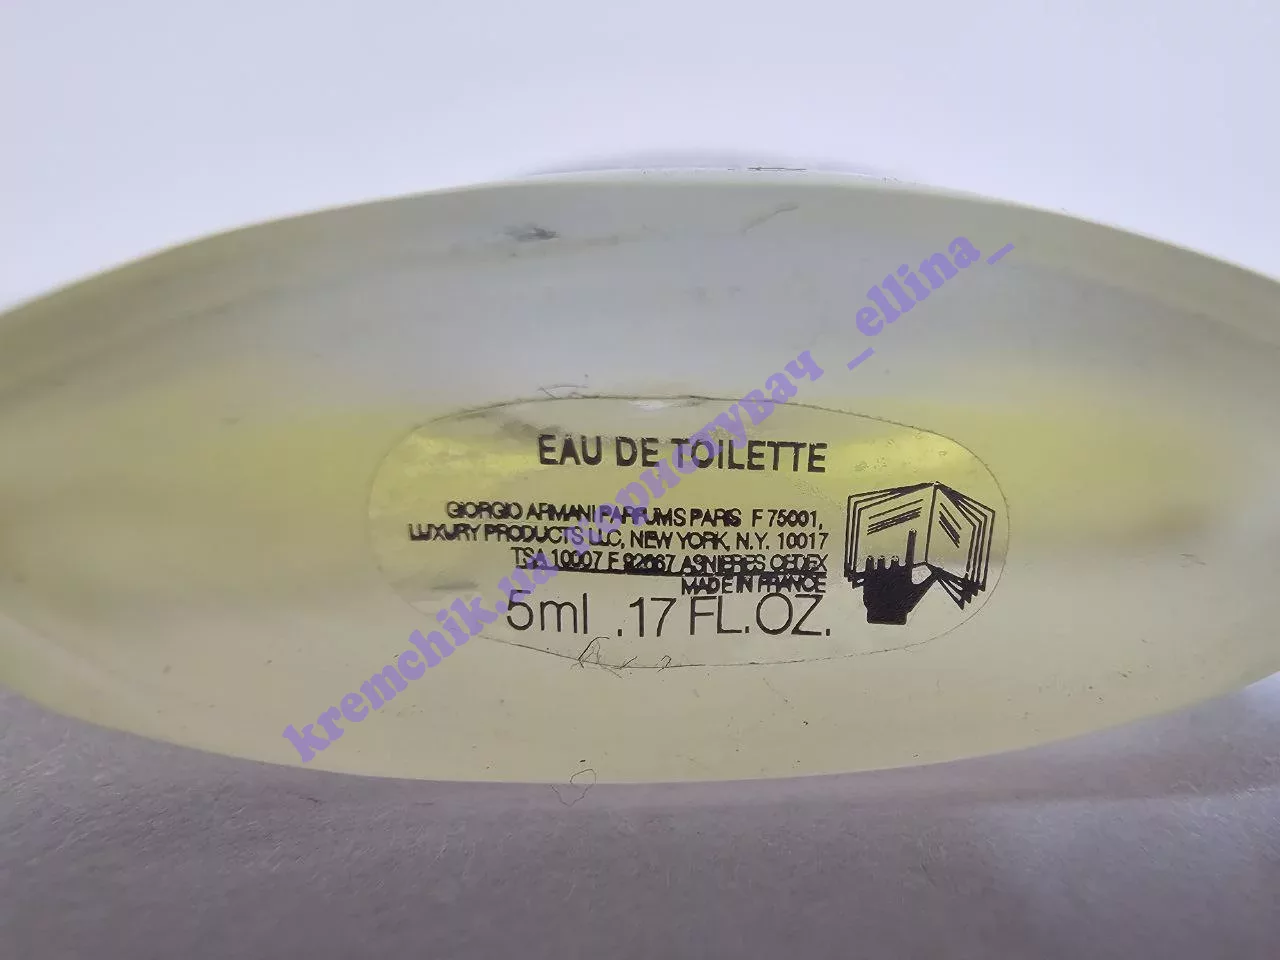 EAU DE TOILETTE
GIORGIO ARMANI PARFUMS PARIS F 75001,
LUXURY PRODUCTS LLC, NEW YORK, N.Y. 10017
TSA 10007 F 92667 ASNIERES CEDEX
MADE IN FRANCE
5ml .17 FL.OZ.
kremchik.ua користувач _ellina_